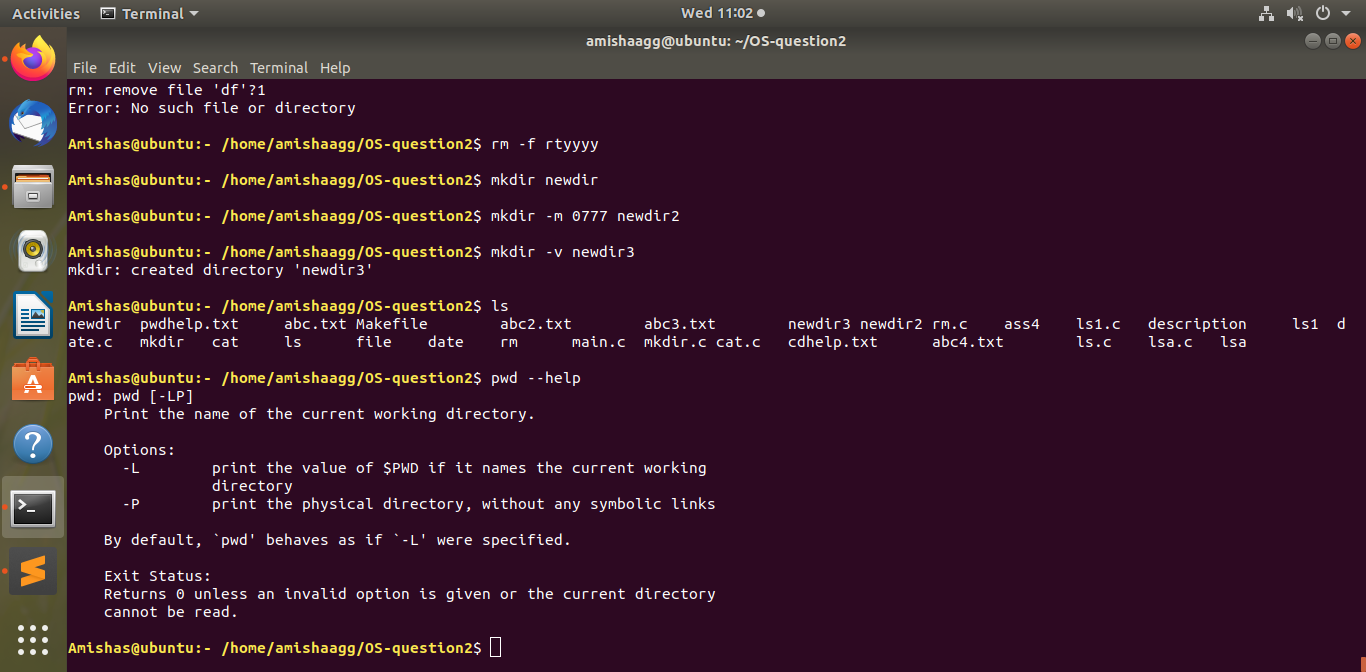 Activities Terminal Wed 11:02
amishaagg@ubuntu: ~/OS-question2
File Edit View Search Terminal Help
rm: remove file 'df'?1
Error: No such file or directory
Amishas@ubuntu:- /home/amishaagg/OS-question2$ rm -f rtyyyy
Amishas@ubuntu:- /home/amishaagg/OS-question2$ mkdir newdir
Amishas@ubuntu:- /home/amishaagg/OS-question2$ mkdir -m 0777 newdir2
Amishas@ubuntu:- /home/amishaagg/OS-question2$ mkdir -v newdir3
mkdir: created directory 'newdir3'
Amishas@ubuntu:- /home/amishaagg/OS-question2$ ls
newdir  pwdhelp.txt     abc.txt Makefile        abc2.txt        abc3.txt        newdir3 newdir2 rm.c    ass4    ls1.c   description     ls1  d
ate.c   mkdir   cat     ls      file    date    rm      main.c  mkdir.c cat.c   cdhelp.txt      abc4.txt        ls.c    lsa.c   lsa
Amishas@ubuntu:- /home/amishaagg/OS-question2$ pwd --help
pwd: pwd [-LP]
    Print the name of the current working directory.
    Options:
      -L        print the value of $PWD if it names the current working
                directory
      -P        print the physical directory, without any symbolic links
    By default, `pwd' behaves as if `-L' were specified.
    Exit Status:
    Returns 0 unless an invalid option is given or the current directory
    cannot be read.
Amishas@ubuntu:- /home/amishaagg/OS-question2$